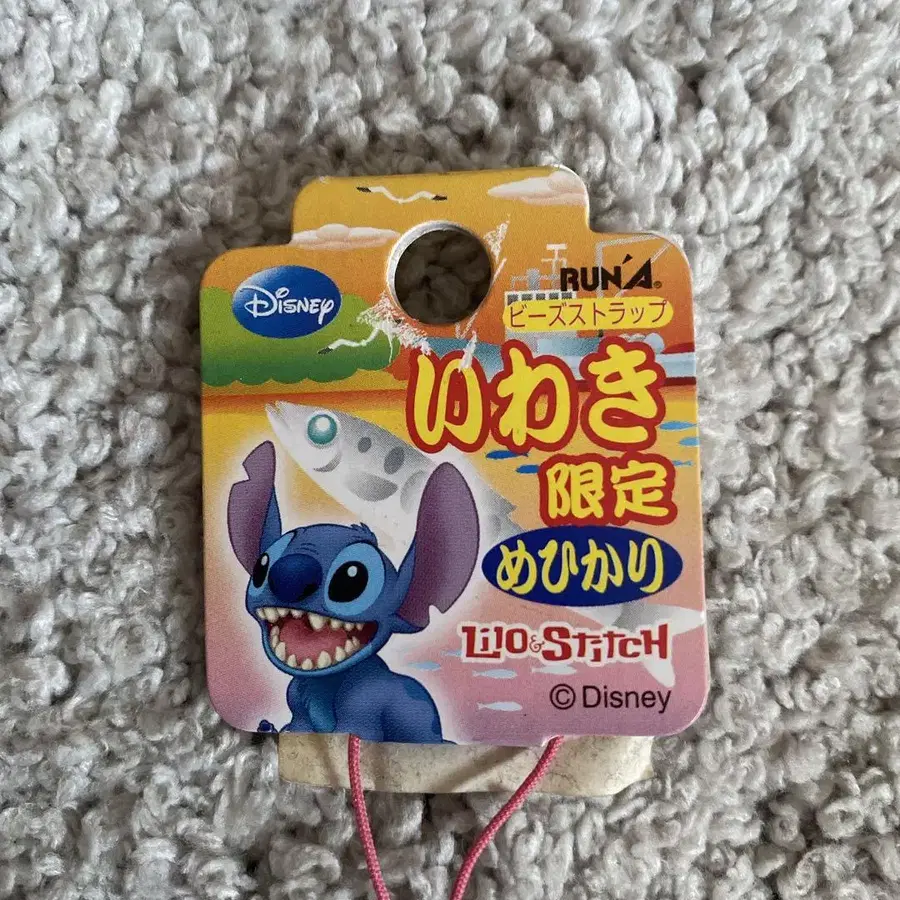 Disney
RUN'A®
ビーズストラップ
いわき
限定
めひかり
Lilo & Stitch
© Disney